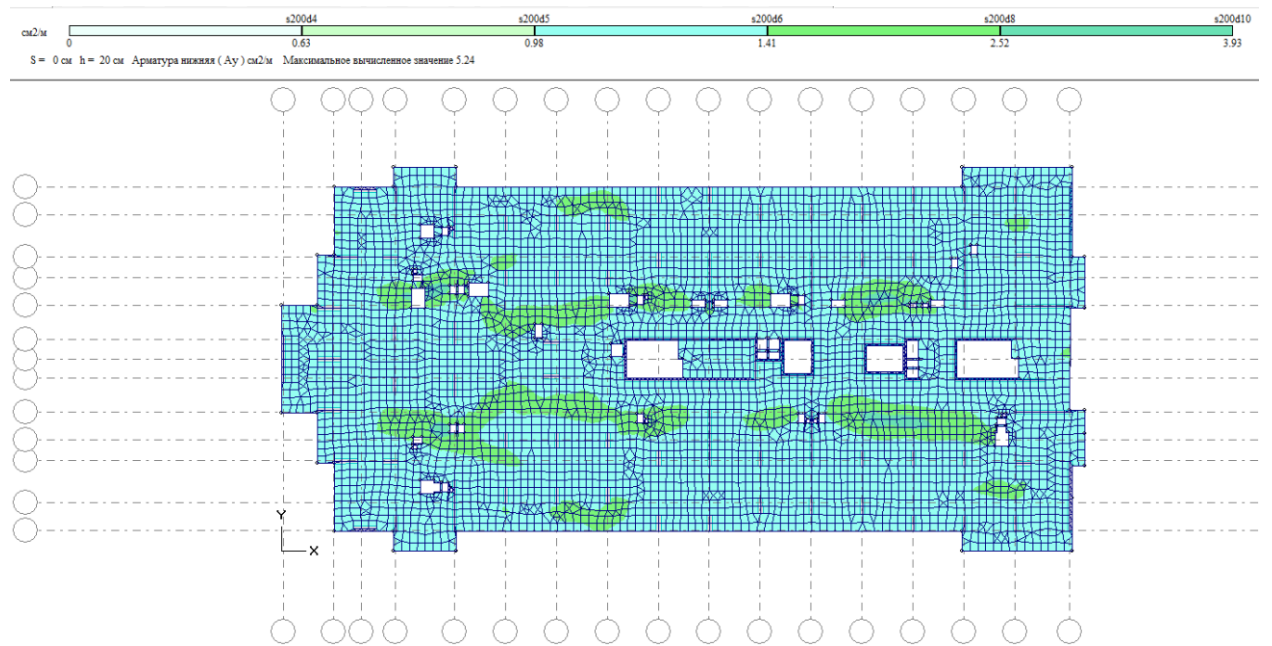 s200d4 s200d5 s200d6 s200d8 s200d10
см2/м
0 0.63 0.98 1.41 2.52 3.93
S = 0 см h = 20 см Арматура нижняя ( Ay ) см2/м Максимальное вычисленное значение 5.24
Y
X